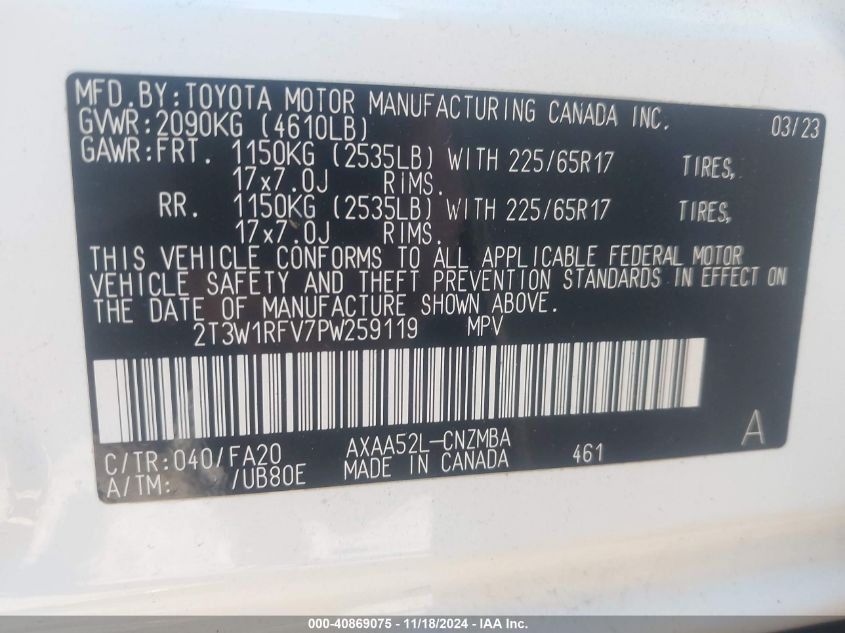 MFD.BY:TOYOTA MOTOR MANUFACTURING CANADA INC. 03/23
GVWR:2090KG (4610LB)
GAWR:FRT. 1150KG (2535LB) WITH 225/65R17 TIRES,
17x7.0J RIMS.
RR. 1150KG (2535LB) WITH 225/65R17 TIRES,
17x7.0J RIMS.
THIS VEHICLE CONFORMS TO ALL APPLICABLE FEDERAL MOTOR
VEHICLE SAFETY AND THEFT PREVENTION STANDARDS IN EFFECT ON
THE DATE OF MANUFACTURE SHOWN ABOVE.
2T3W1RFV7PW259119 MPV
C/TR:040/FA20 AXAA52L-CNZMBA 461 A
A/TM: /UB80E MADE IN CANADA
000-40869075 - 11/18/2024 - IAA Inc.